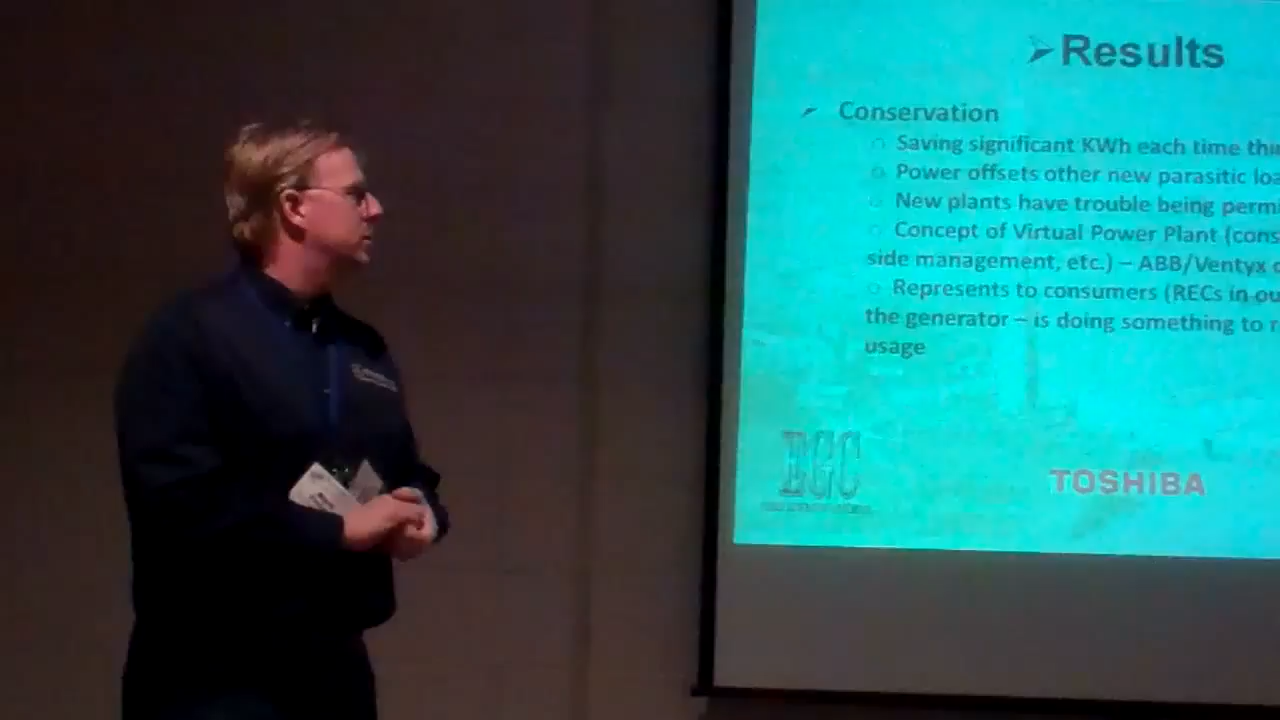 Results
Conservation
Saving significant KWh each time
Power offsets other new parasitic
New plants have trouble being
Concept of Virtual Power Plant
side management, etc.) – ABB/Ventyx
Represents to consumers (RECs in
the generator – is doing something to
usage
EGC
TOSHIBA